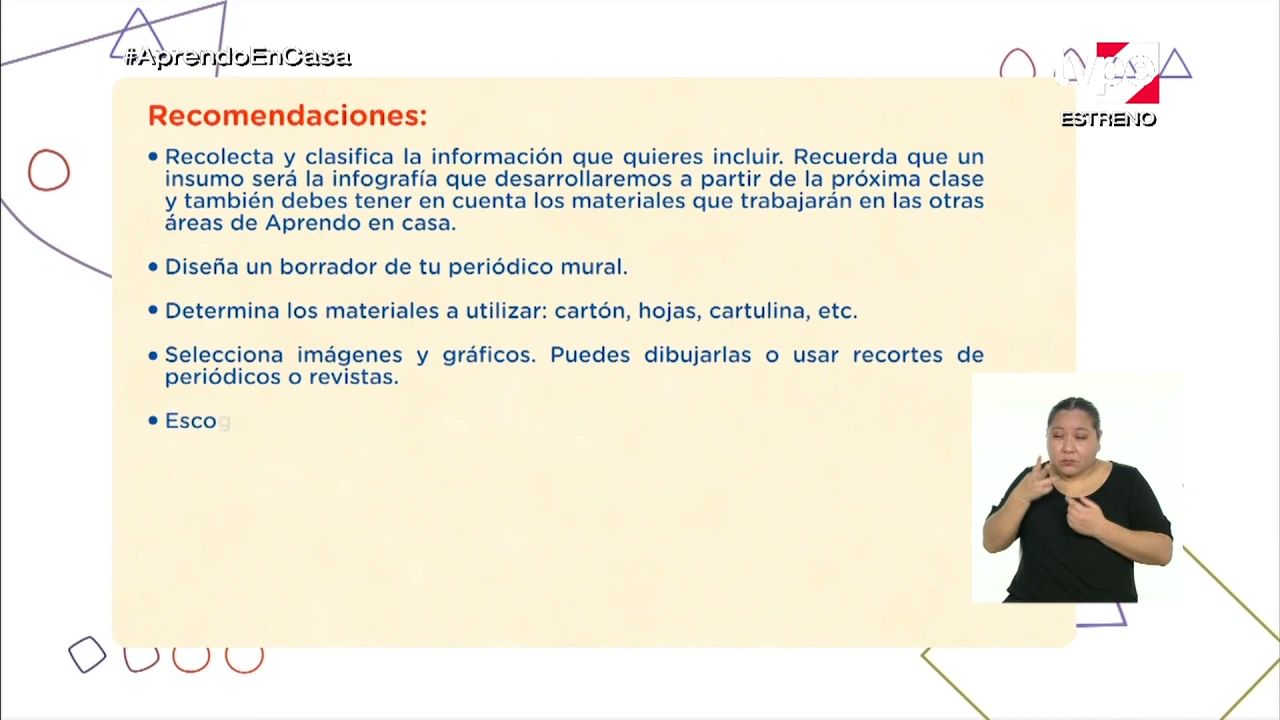 #AprendoEnCasa
tvpe
ESTRENO
Recomendaciones:
• Recolecta y clasifica la información que quieres incluir. Recuerda que un
insumo será la infografía que desarrollaremos a partir de la próxima clase
y también debes tener en cuenta los materiales que trabajarán en las otras
áreas de Aprendo en casa.
• Diseña un borrador de tu periódico mural.
• Determina los materiales a utilizar: cartón, hojas, cartulina, etc.
• Selecciona imágenes y gráficos. Puedes dibujarlas o usar recortes de
periódicos o revistas.
• Escog